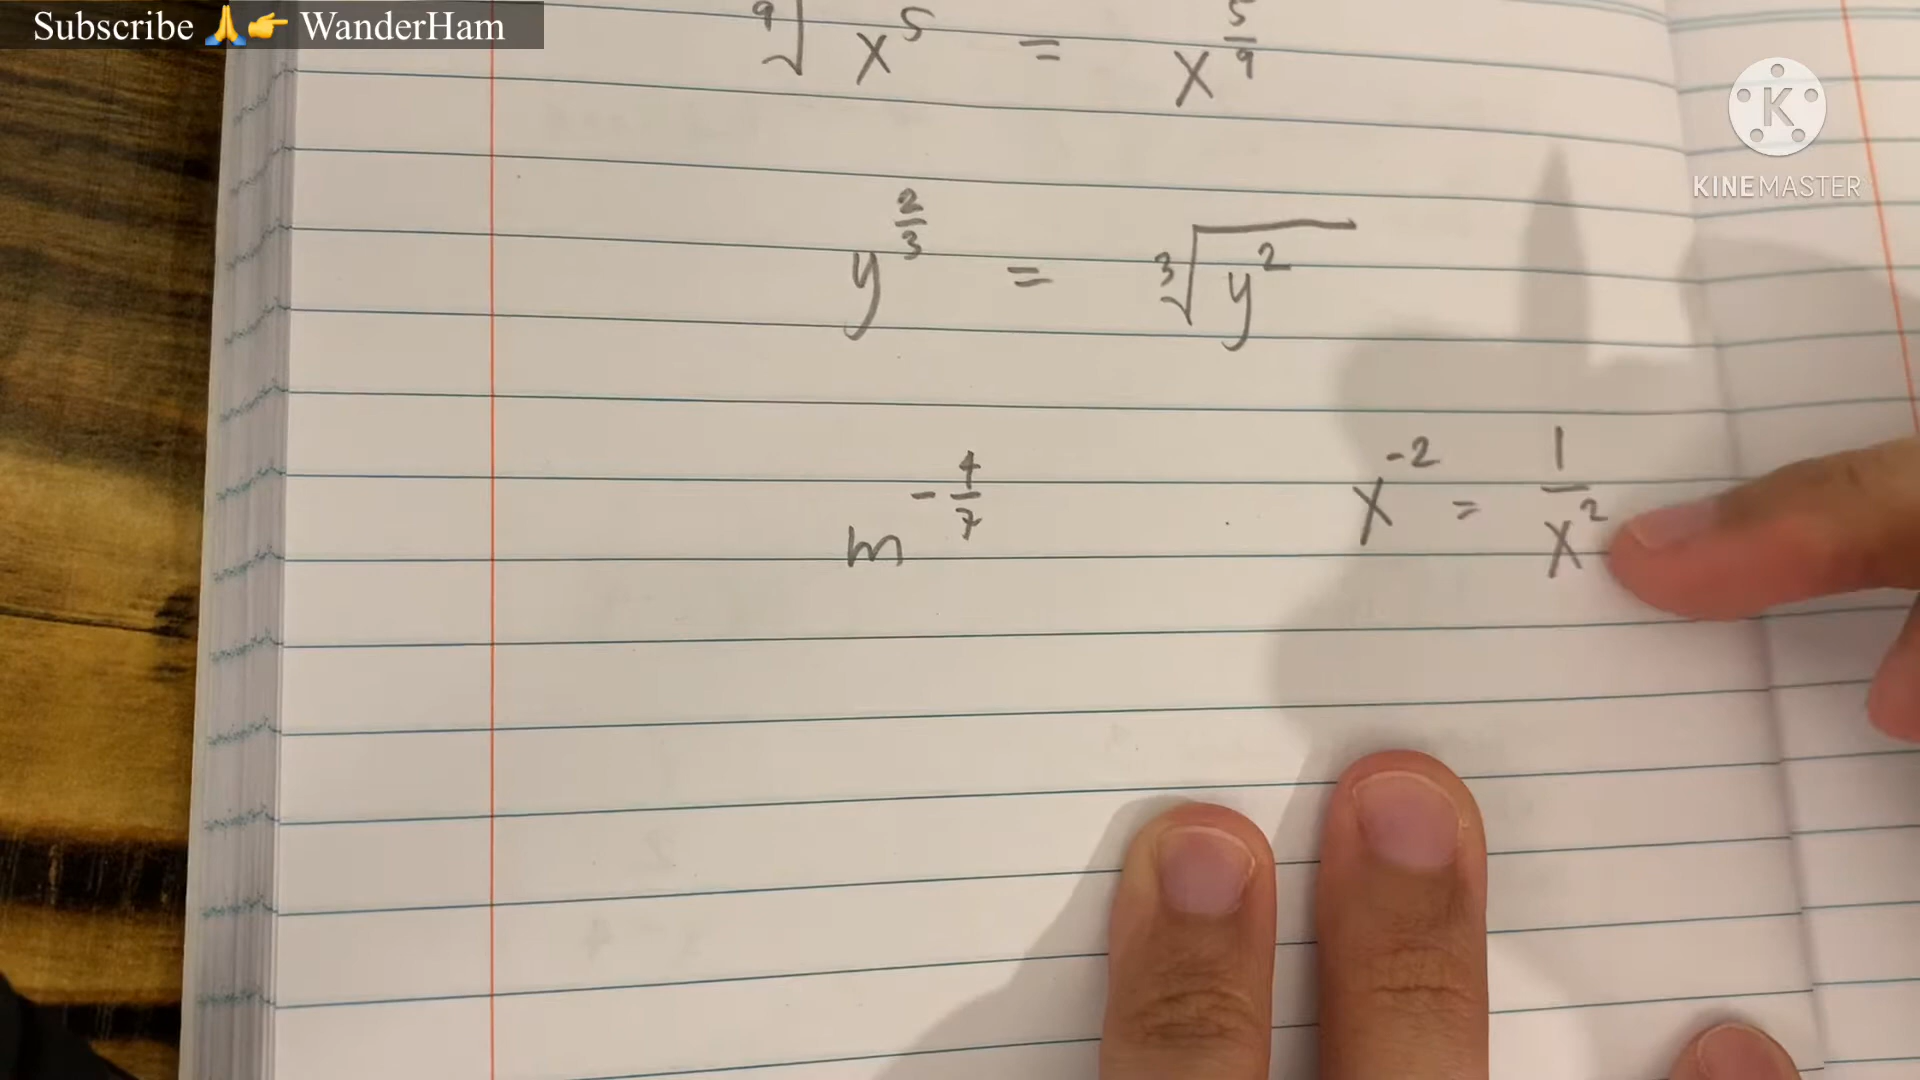 Subscribe 🙏👉 WanderHam
⁹√x⁵ = x^(5/9)
KINEMASTER
y^(2/3) = ³√y²
m^(-4/7) x⁻² = 1/x²